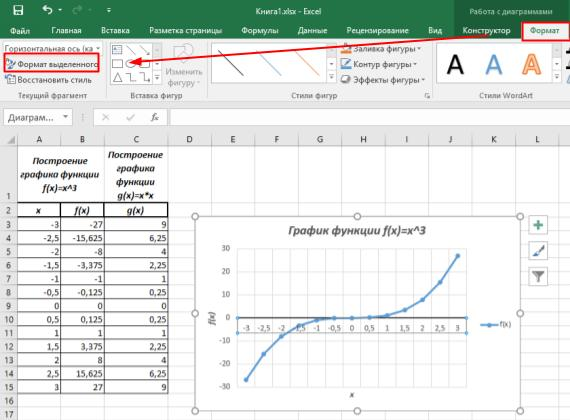 Книга1.xlsx - Excel
Работа с диаграммами
Файл Главная Вставка Разметка страницы Формулы Данные Рецензирование Вид Конструктор Формат
Горизонтальная ось (ка
Формат выделенного
Восстановить стиль
Текущий фрагмент
Изменить фигуру
Вставка фигур
Заливка фигуры
Контур фигуры
Эффекты фигуры
Стили фигур
A A A
Стили WordArt
Диаграм... fx
A B C D E F G H I J K L
1 Построение графика функции f(x)=x^3 Построение графика функции g(x)=x*x
2 x f(x) g(x)
3 -3 -27 9
4 -2,5 -15,625 6,25
5 -2 -8 4
6 -1,5 -3,375 2,25
7 -1 -1 1
8 -0,5 -0,125 0,25
9 0 0 0
10 0,5 0,125 0,25
11 1 1 1
12 1,5 3,375 2,25
13 2 8 4
14 2,5 15,625 6,25
15 3 27 9
16
17
График функции f(x)=x^3
30
20
10
0
-10
-20
-30
-3 -2,5 -2 -1,5 -1 -0,5 0 0,5 1 1,5 2 2,5 3
f(x)
x
f(x)